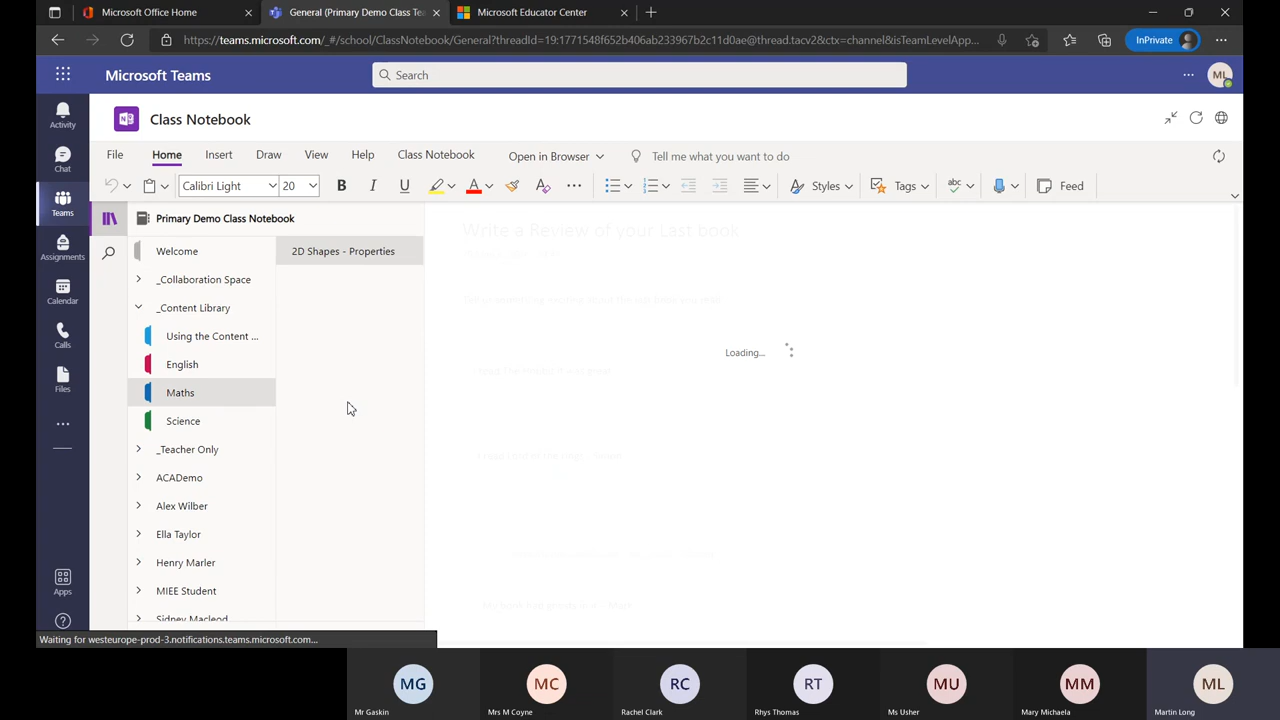 Microsoft Office Home
General (Primary Demo Class Tea
Microsoft Educator Center
https://teams.microsoft.com/_#/school/ClassNotebook/General?threadId=19:1771548f652b406ab233967b2c11d0ae@thread.tacv2&ctx=channel&isTeamLevelApp...
InPrivate
Microsoft Teams
Search
ML
Class Notebook
File Home Insert Draw View Help Class Notebook Open in Browser Tell me what you want to do
Calibri Light 20 B I U A Styles Tags abc Feed
Activity
Chat
Teams
Assignments
Calendar
Calls
Files
Apps
Primary Demo Class Notebook
Welcome
_Collaboration Space
_Content Library
Using the Content ...
English
Maths
Science
_Teacher Only
ACADemo
Alex Wilber
Ella Taylor
Henry Marler
MIEE Student
Sidney Macleod
2D Shapes - Properties
Write a Review of your Last book
Loading...
Waiting for westeurope-prod-3.notifications.teams.microsoft.com...
MG MC RC RT MU MM ML
Mr Gaskin Mrs M Coyne Rachel Clark Rhys Thomas Ms Usher Mary Michaela Martin Long